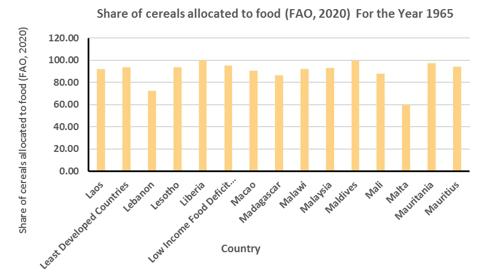 Share of cereals allocated to food (FAO, 2020)  For the Year 1965
Share of cereals allocated to food (FAO, 2020)
120.00
100.00
80.00
60.00
40.00
20.00
0.00
Laos
Least Developed Countries
Lebanon
Lesotho
Liberia
Low Income Food Deficit...
Macao
Madagascar
Malawi
Malaysia
Maldives
Mali
Malta
Mauritania
Mauritius
Country